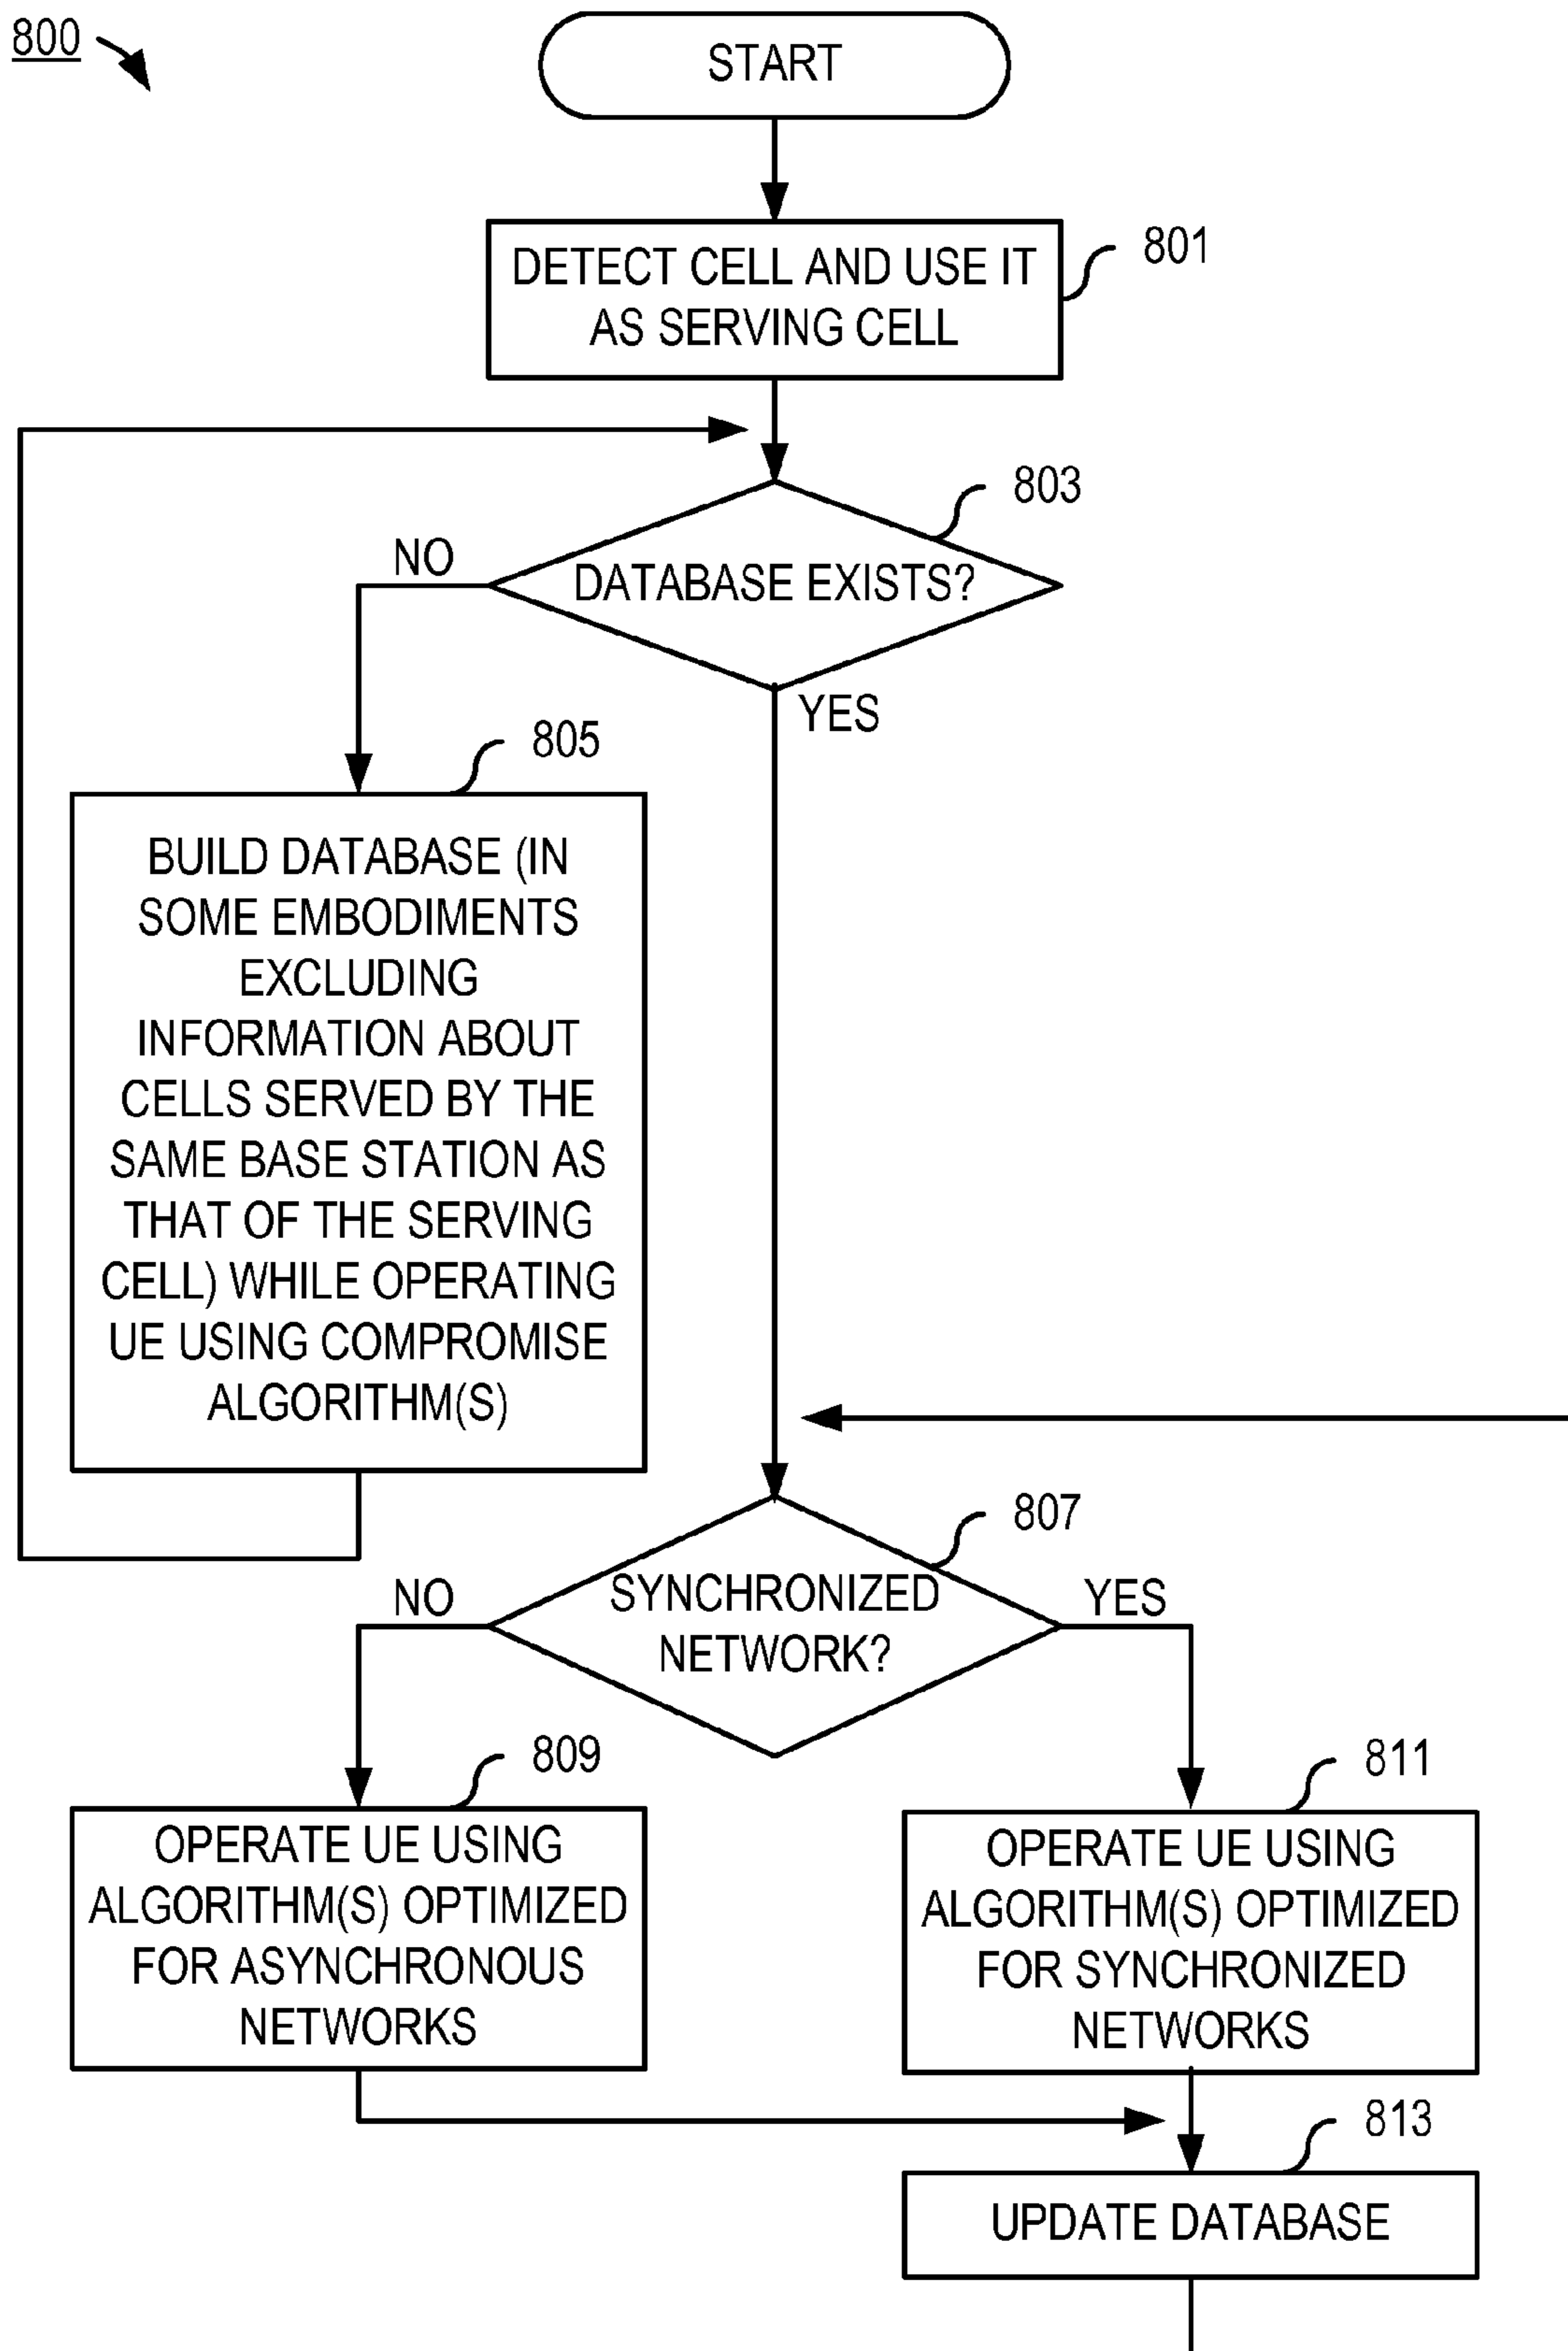 800
START
DETECT CELL AND USE IT
AS SERVING CELL
801
803
DATABASE EXISTS?
NO
YES
805
BUILD DATABASE (IN
SOME EMBODIMENTS
EXCLUDING
INFORMATION ABOUT
CELLS SERVED BY THE
SAME BASE STATION AS
THAT OF THE SERVING
CELL) WHILE OPERATING
UE USING COMPROMISE
ALGORITHM(S)
807
SYNCHRONIZED
NETWORK?
NO
YES
809
OPERATE UE USING
ALGORITHM(S) OPTIMIZED
FOR ASYNCHRONOUS
NETWORKS
811
OPERATE UE USING
ALGORITHM(S) OPTIMIZED
FOR SYNCHRONIZED
NETWORKS
813
UPDATE DATABASE